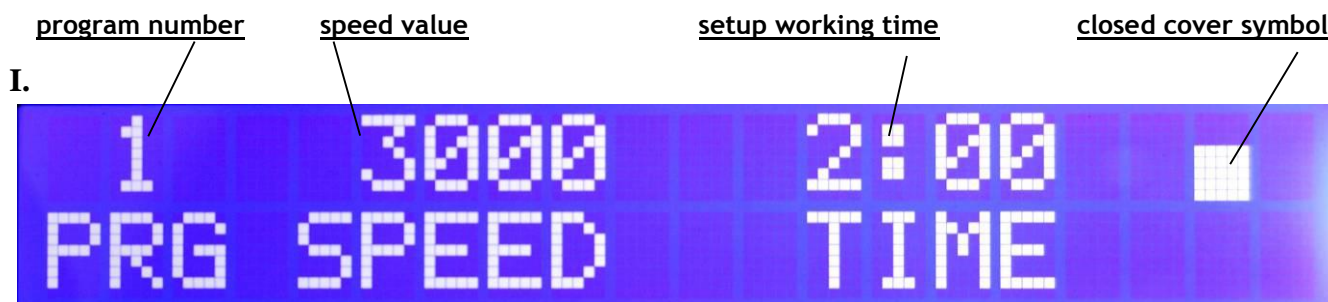 program number speed value setup working time closed cover symbol
I.
1 3000 2:00
PRG SPEED TIME